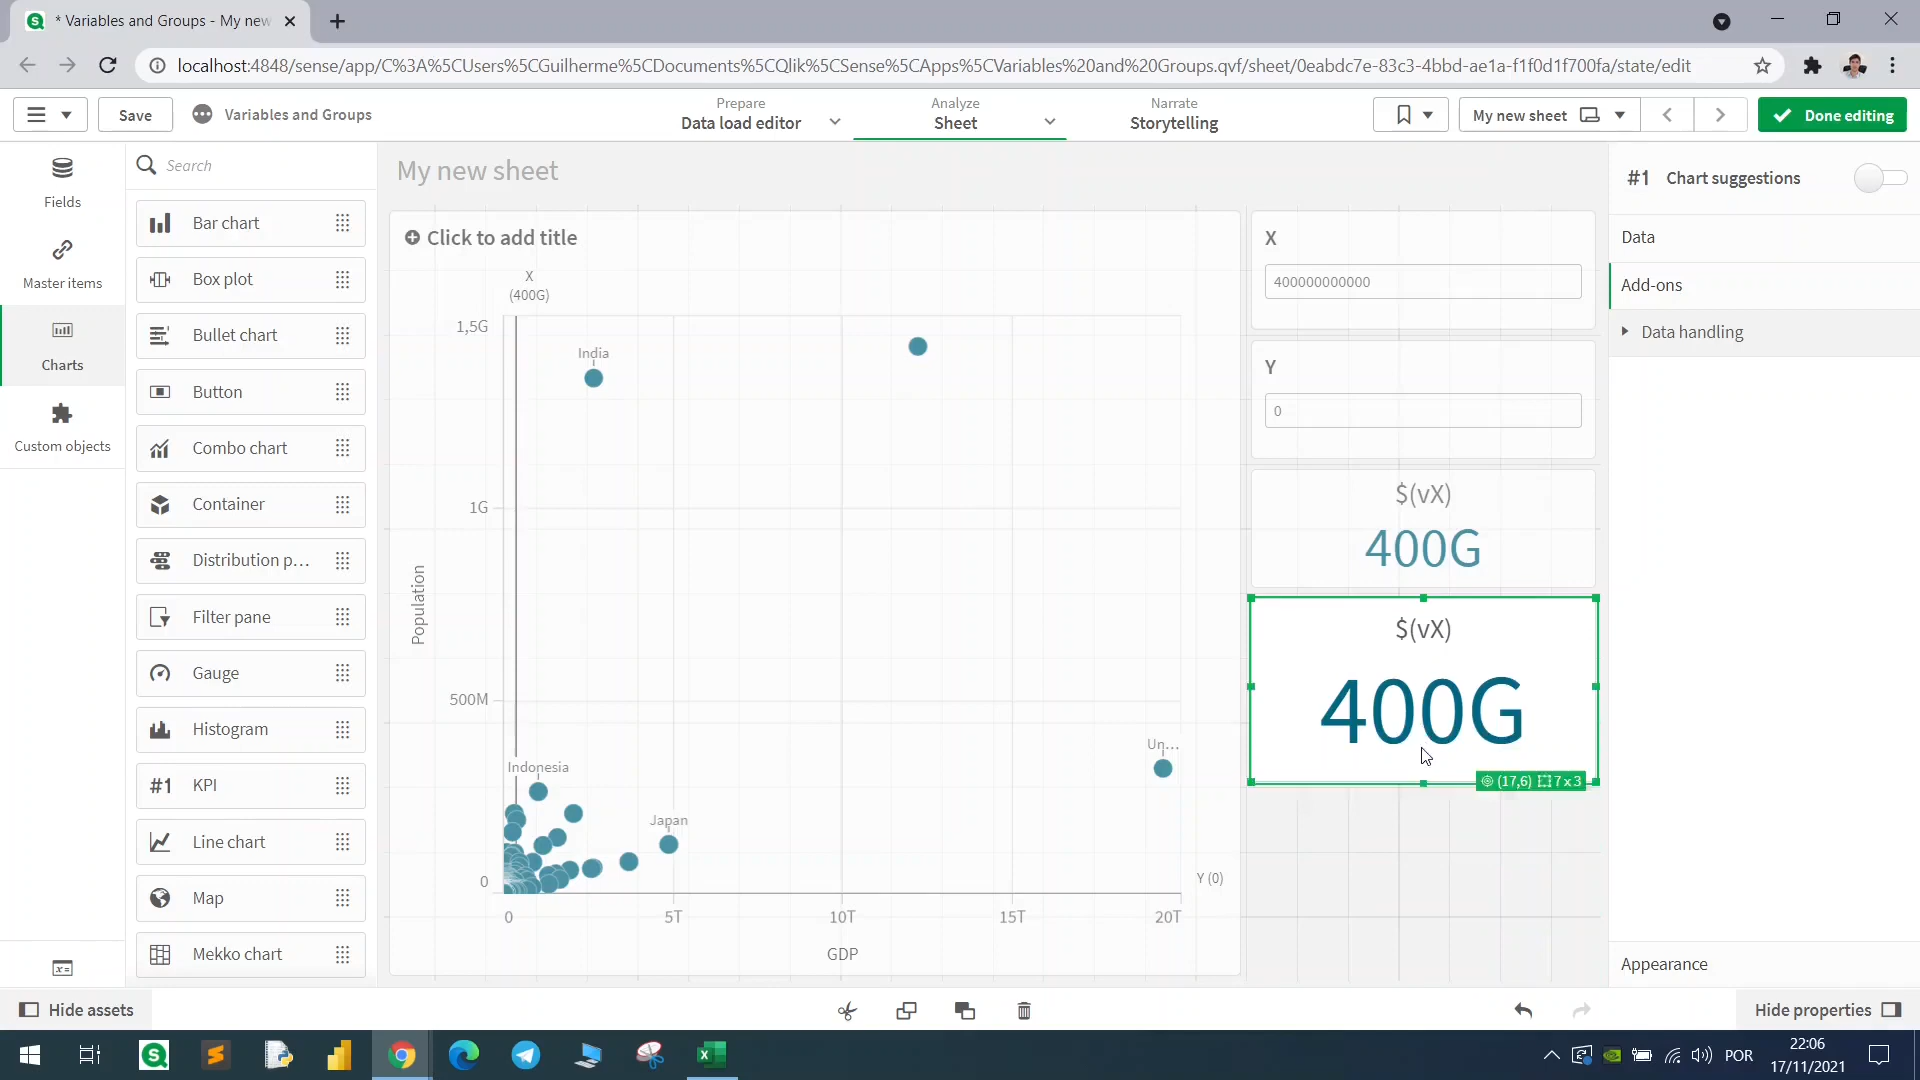 * Variables and Groups - My new
localhost:4848/sense/app/C%3A%5CUsers%5CGuilherme%5CDocuments%5CQlik%5CSense%5CApps%5CVariables%20and%20Groups.qvf/sheet/0eabdc7e-83c3-4bbd-ae1a-f1f0d1f700fa/state/edit
Save
Variables and Groups
Prepare
Data load editor
Analyze
Sheet
Narrate
Storytelling
My new sheet
Done editing
Fields
Master items
Charts
Custom objects
Search
Bar chart
Box plot
Bullet chart
Button
Combo chart
Container
Distribution p...
Filter pane
Gauge
Histogram
#1 KPI
Line chart
Map
Mekko chart
My new sheet
Click to add title
X
(400G)
1,5G
India
1G
Population
500M
Un...
Indonesia
Japan
0
Y (0)
0
5T
10T
15T
20T
GDP
X
400000000000
Y
0
$(vX)
400G
$(vX)
400G
(17,6) 7 x 3
#1 Chart suggestions
Data
Add-ons
Data handling
Appearance
Hide assets
Hide properties
POR
22:06
17/11/2021